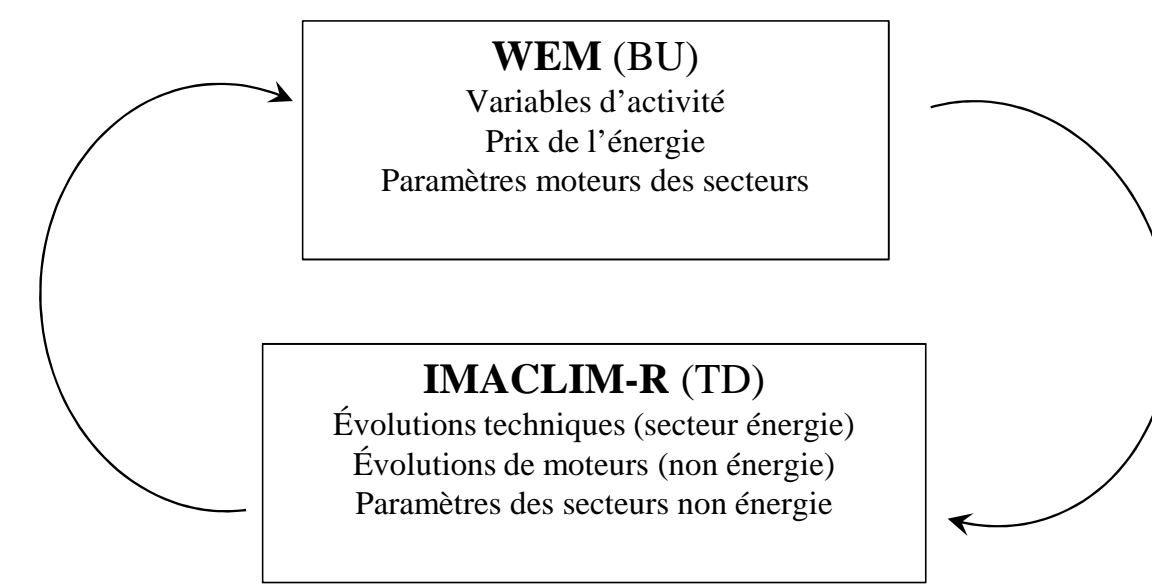 WEM (BU)
Variables d’activité
Prix de l’énergie
Paramètres moteurs des secteurs
IMACLIM-R (TD)
Évolutions techniques (secteur énergie)
Évolutions de moteurs (non énergie)
Paramètres des secteurs non énergie